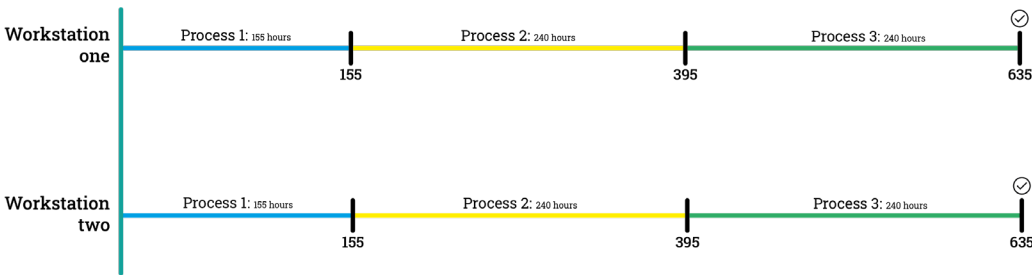 Workstation
one
Process 1: 155 hours
Process 2: 240 hours
Process 3: 240 hours
155
395
635
Workstation
two
Process 1: 155 hours
Process 2: 240 hours
Process 3: 240 hours
155
395
635